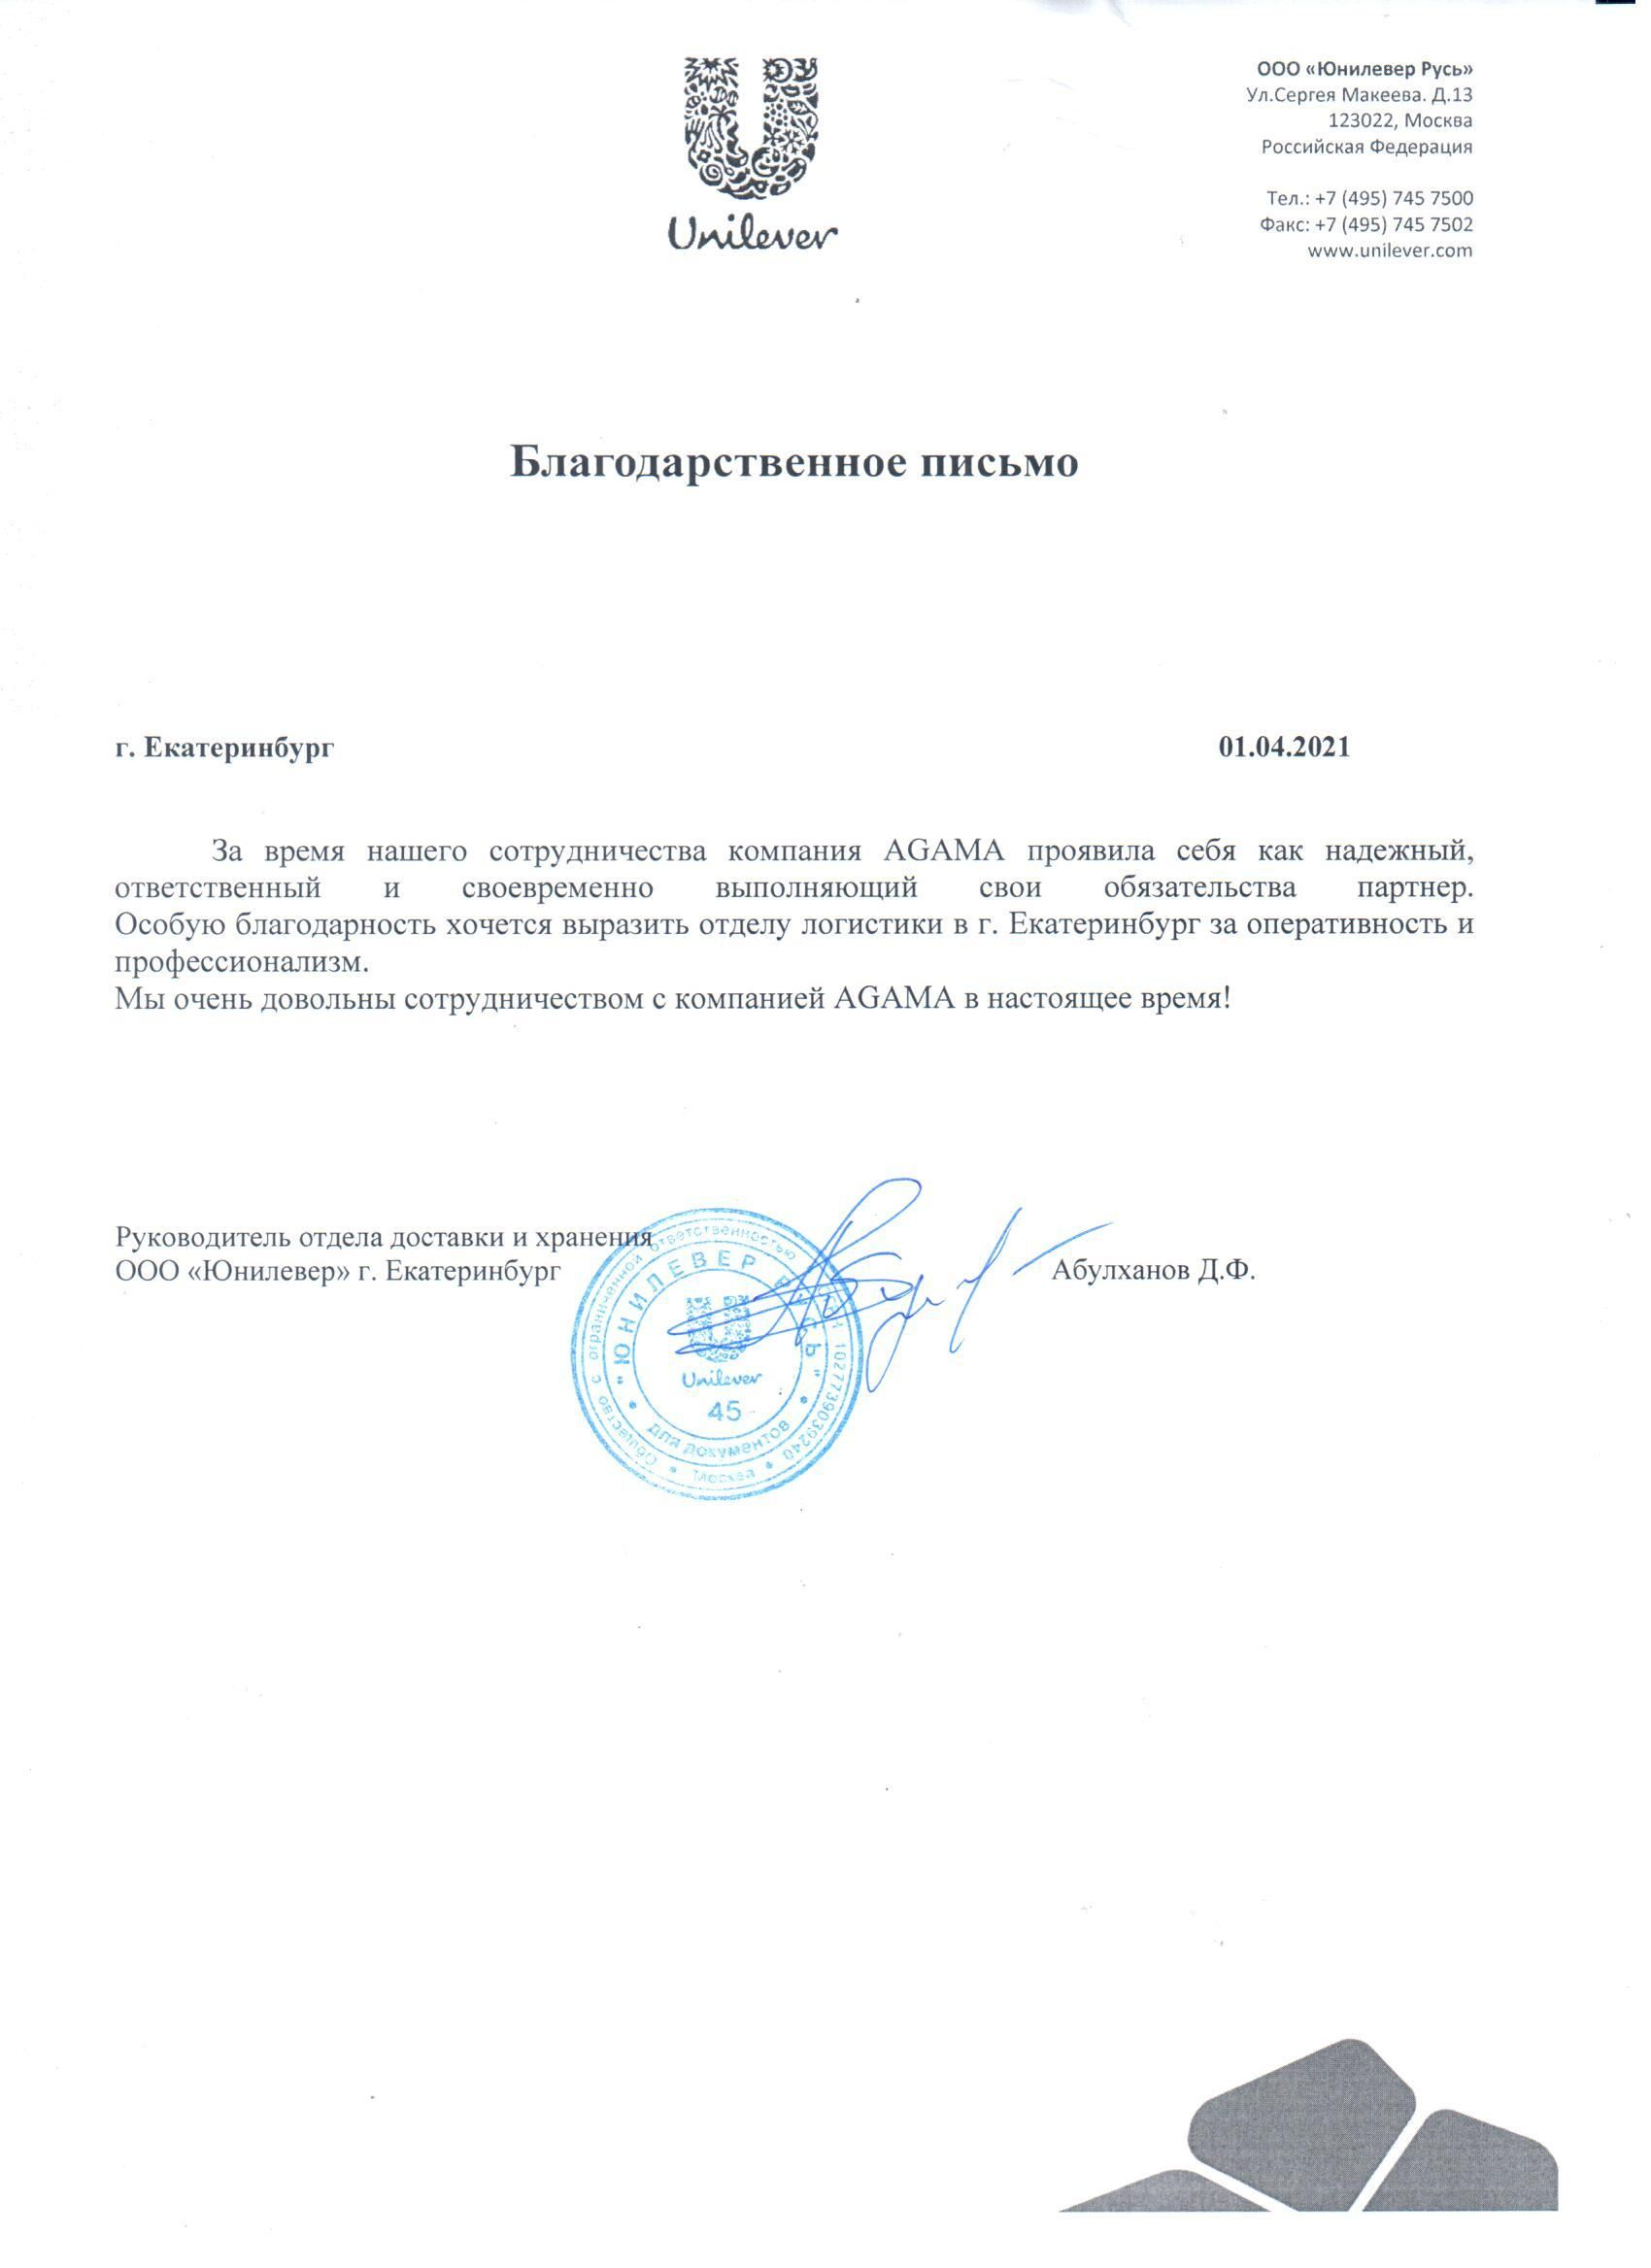 Unilever
ООО «Юнилевер Русь»
Ул.Сергея Макеева. Д.13
123022, Москва
Российская Федерация
Тел.: +7 (495) 745 7500
Факс: +7 (495) 745 7502
www.unilever.com
Благодарственное письмо
г. Екатеринбург 01.04.2021
За время нашего сотрудничества компания AGAMA проявила себя как надежный,
ответственный и своевременно выполняющий свои обязательства партнер.
Особую благодарность хочется выразить отделу логистики в г. Екатеринбург за оперативность и
профессионализм.
Мы очень довольны сотрудничеством с компанией AGAMA в настоящее время!
Руководитель отдела доставки и хранения
ООО «Юнилевер» г. Екатеринбург Абулханов Д.Ф.
Общество с ограниченной ответственностью 1027739039240 Москва
"ЮНИЛЕВЕР РУСЬ"
Unilever
45
для документов